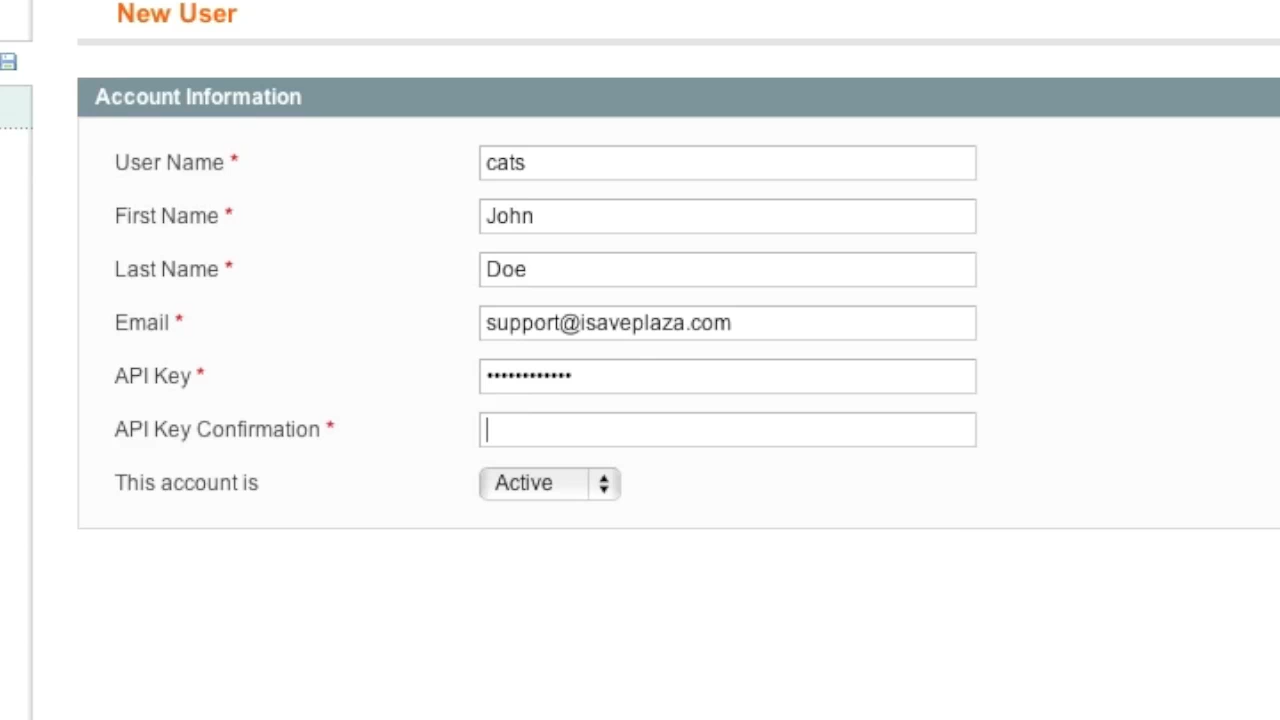 New User
Account Information
User Name * cats
First Name * John
Last Name * Doe
Email * support@isaveplaza.com
API Key * ••••••••••••
API Key Confirmation *
This account is Active